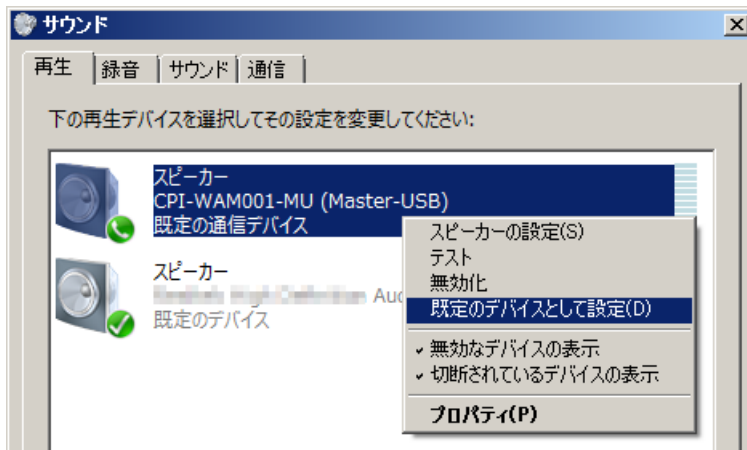 サウンド
再生
録音
サウンド
通信
下の再生デバイスを選択してその設定を変更してください:
スピーカー
CPI-WAM001-MU (Master-USB)
既定の通信デバイス
スピーカー
既定のデバイス
スピーカーの設定(S)
テスト
無効化
既定のデバイスとして設定(D)
無効なデバイスの表示
切断されているデバイスの表示
プロパティ(P)